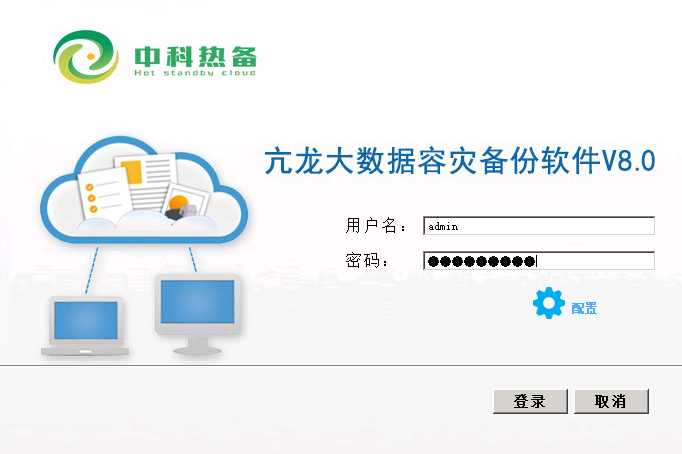 中科热备
Hot standby cloud
亢龙大数据容灾备份软件V8.0
用户名：
admin
密码：
●●●●●●●●●
配置
登录
取消